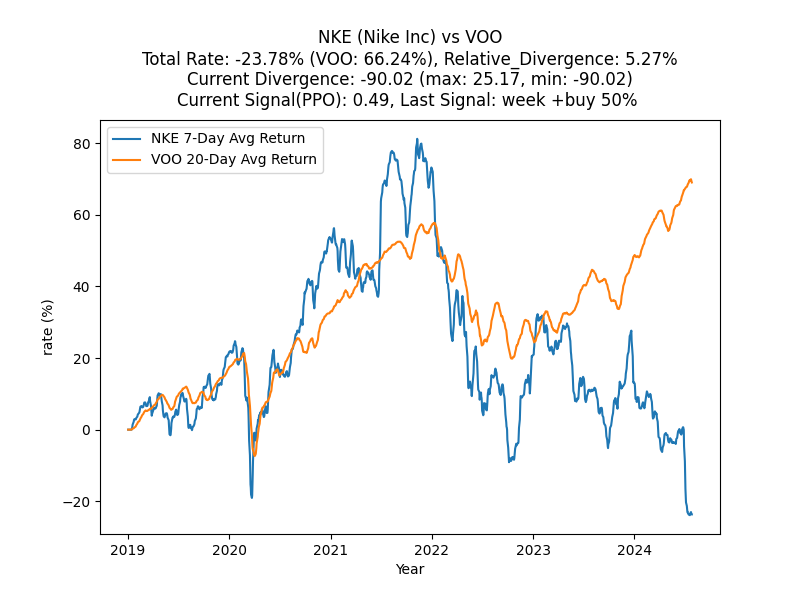 NKE (Nike Inc) vs VOO
Total Rate: -23.78% (VOO: 66.24%), Relative_Divergence: 5.27%
Current Divergence: -90.02 (max: 25.17, min: -90.02)
Current Signal(PPO): 0.49, Last Signal: week +buy 50%
NKE 7-Day Avg Return
VOO 20-Day Avg Return
80
60
40
20
0
−20
rate (%)
2019 2020 2021 2022 2023 2024
Year